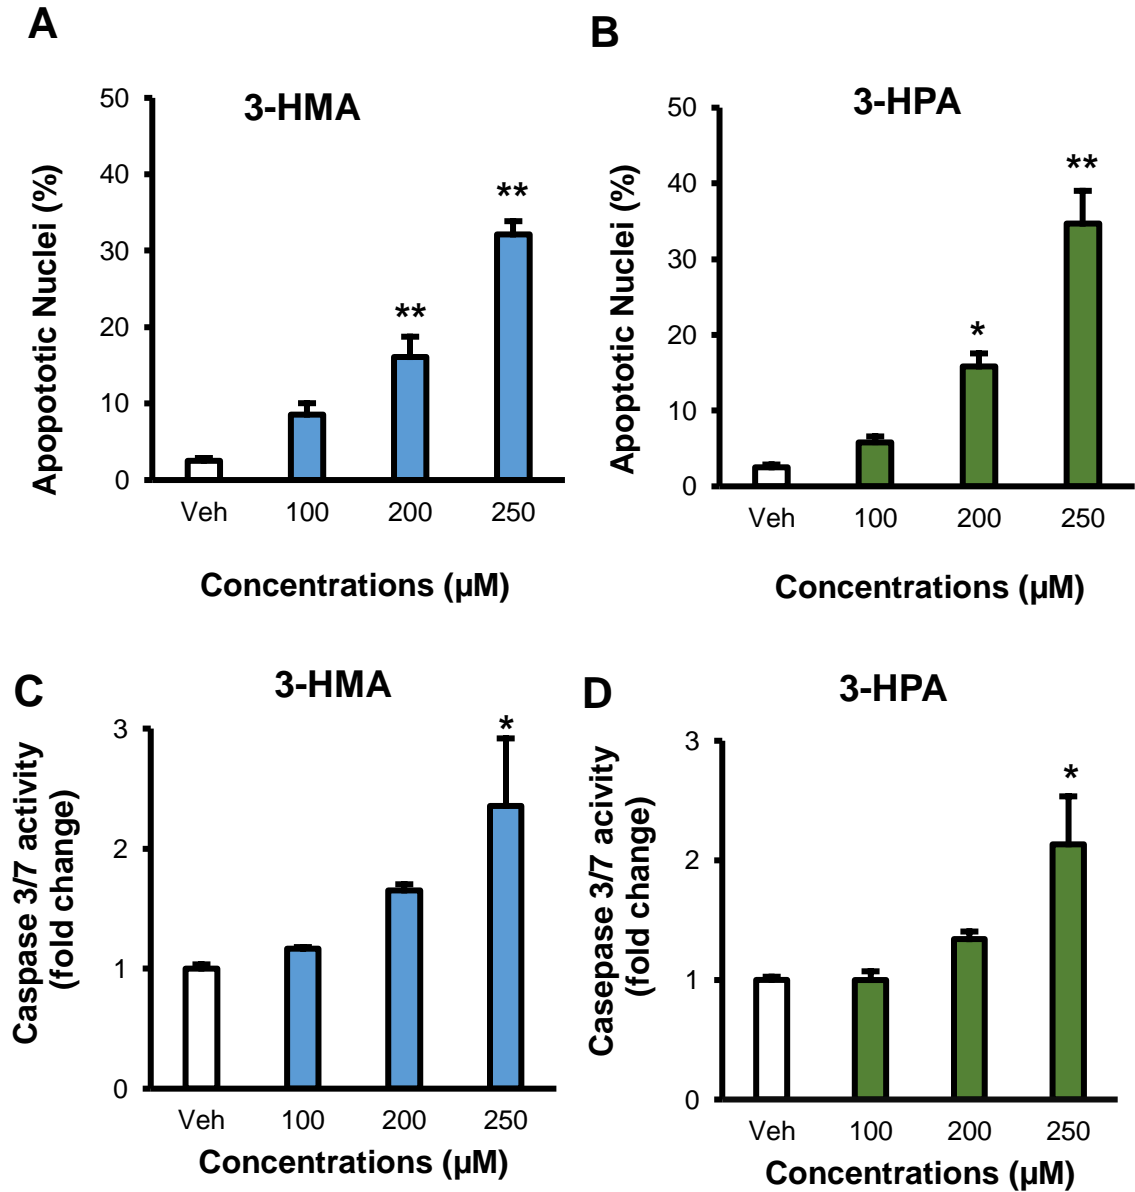 A
3-HMA
Apopototic Nuclei (%)
50
40
30
20
10
0
**
**
Veh 100 200 250
Concentrations (µM)
B
3-HPA
Apoptotic Nuclei (%)
50
40
30
20
10
0
*
**
Veh 100 200 250
Concentrations (µM)
C
3-HMA
Caspase 3/7 activity
(fold change)
3
2
1
0
*
Veh 100 200 250
Concentrations (µM)
D
3-HPA
Casepase 3/7 acivity
(fold change)
3
2
1
0
*
Veh 100 200 250
Concentrations (µM)